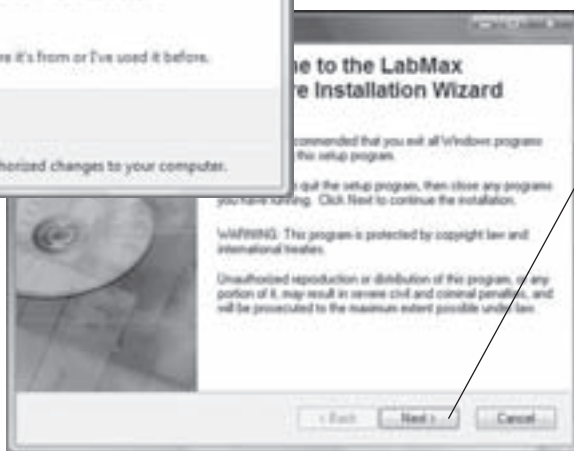 re it's from or I've used it before.
horized changes to your computer.
ne to the LabMax
re Installation Wizard
commended that you exit all Windows programs
this setup program.
quit the setup program, then close any programs
you have running. Click Next to continue the installation.
WARNING: This program is protected by copyright law and
international treaties.
Unauthorized reproduction or distribution of this program, or any
portion of it, may result in severe civil and criminal penalties, and
will be prosecuted to the maximum extent possible under law.
< Back
Next >
Cancel